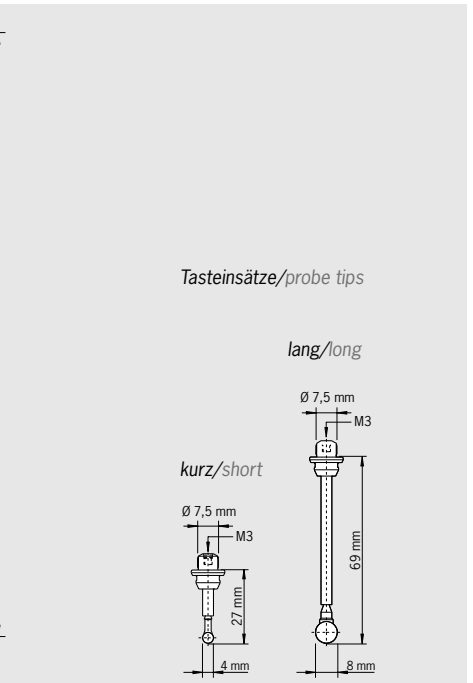 Tasteinsätze/probe tips
lang/long
Ø 7,5 mm
M3
69 mm
8 mm
kurz/short
Ø 7,5 mm
M3
27 mm
4 mm